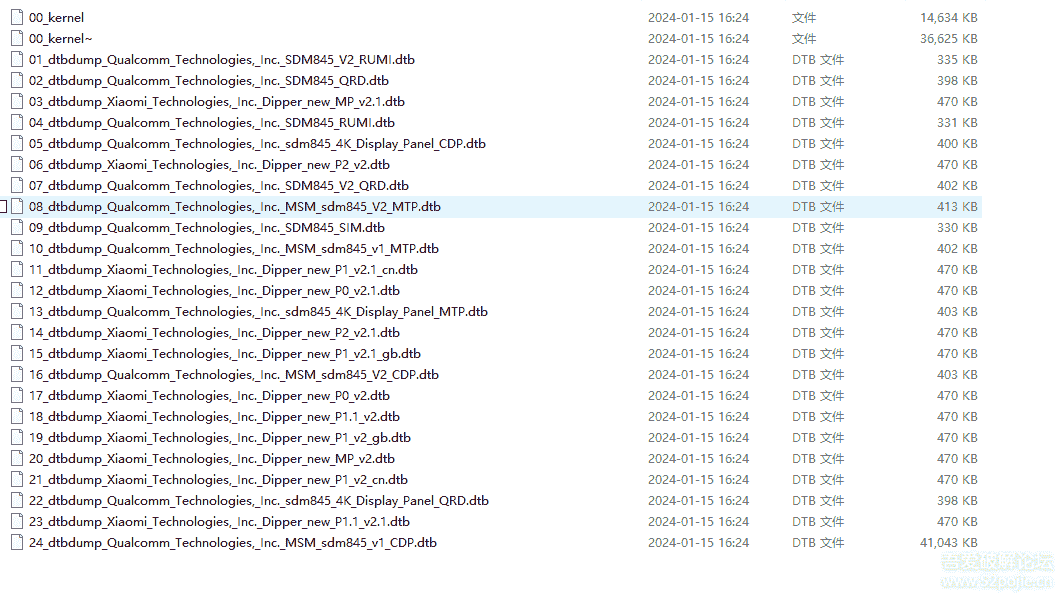 00_kernel 2024-01-15 16:24 文件 14,634 KB
00_kernel~ 2024-01-15 16:24 文件 36,625 KB
01_dtbdump_Qualcomm_Technologies,_Inc._SDM845_V2_RUMI.dtb 2024-01-15 16:24 DTB 文件 335 KB
02_dtbdump_Qualcomm_Technologies,_Inc._SDM845_QRD.dtb 2024-01-15 16:24 DTB 文件 398 KB
03_dtbdump_Xiaomi_Technologies,_Inc._Dipper_new_MP_v2.1.dtb 2024-01-15 16:24 DTB 文件 470 KB
04_dtbdump_Qualcomm_Technologies,_Inc._SDM845_RUMI.dtb 2024-01-15 16:24 DTB 文件 331 KB
05_dtbdump_Qualcomm_Technologies,_Inc._sdm845_4K_Display_Panel_CDP.dtb 2024-01-15 16:24 DTB 文件 400 KB
06_dtbdump_Xiaomi_Technologies,_Inc._Dipper_new_P2_v2.dtb 2024-01-15 16:24 DTB 文件 470 KB
07_dtbdump_Qualcomm_Technologies,_Inc._SDM845_V2_QRD.dtb 2024-01-15 16:24 DTB 文件 402 KB
08_dtbdump_Qualcomm_Technologies,_Inc._MSM_sdm845_V2_MTP.dtb 2024-01-15 16:24 DTB 文件 413 KB
09_dtbdump_Qualcomm_Technologies,_Inc._SDM845_SIM.dtb 2024-01-15 16:24 DTB 文件 330 KB
10_dtbdump_Qualcomm_Technologies,_Inc._MSM_sdm845_v1_MTP.dtb 2024-01-15 16:24 DTB 文件 402 KB
11_dtbdump_Xiaomi_Technologies,_Inc._Dipper_new_P1_v2.1_cn.dtb 2024-01-15 16:24 DTB 文件 470 KB
12_dtbdump_Xiaomi_Technologies,_Inc._Dipper_new_P0_v2.1.dtb 2024-01-15 16:24 DTB 文件 470 KB
13_dtbdump_Qualcomm_Technologies,_Inc._sdm845_4K_Display_Panel_MTP.dtb 2024-01-15 16:24 DTB 文件 403 KB
14_dtbdump_Xiaomi_Technologies,_Inc._Dipper_new_P2_v2.1.dtb 2024-01-15 16:24 DTB 文件 470 KB
15_dtbdump_Xiaomi_Technologies,_Inc._Dipper_new_P1_v2.1_gb.dtb 2024-01-15 16:24 DTB 文件 470 KB
16_dtbdump_Qualcomm_Technologies,_Inc._MSM_sdm845_V2_CDP.dtb 2024-01-15 16:24 DTB 文件 403 KB
17_dtbdump_Xiaomi_Technologies,_Inc._Dipper_new_P0_v2.dtb 2024-01-15 16:24 DTB 文件 470 KB
18_dtbdump_Xiaomi_Technologies,_Inc._Dipper_new_P1.1_v2.dtb 2024-01-15 16:24 DTB 文件 470 KB
19_dtbdump_Xiaomi_Technologies,_Inc._Dipper_new_P1_v2_gb.dtb 2024-01-15 16:24 DTB 文件 470 KB
20_dtbdump_Xiaomi_Technologies,_Inc._Dipper_new_MP_v2.dtb 2024-01-15 16:24 DTB 文件 470 KB
21_dtbdump_Xiaomi_Technologies,_Inc._Dipper_new_P1_v2_cn.dtb 2024-01-15 16:24 DTB 文件 470 KB
22_dtbdump_Qualcomm_Technologies,_Inc._sdm845_4K_Display_Panel_QRD.dtb 2024-01-15 16:24 DTB 文件 398 KB
23_dtbdump_Xiaomi_Technologies,_Inc._Dipper_new_P1.1_v2.1.dtb 2024-01-15 16:24 DTB 文件 470 KB
24_dtbdump_Qualcomm_Technologies,_Inc._MSM_sdm845_v1_CDP.dtb 2024-01-15 16:24 DTB 文件 41,043 KB
吾爱破解论坛
www.52pojie.cn